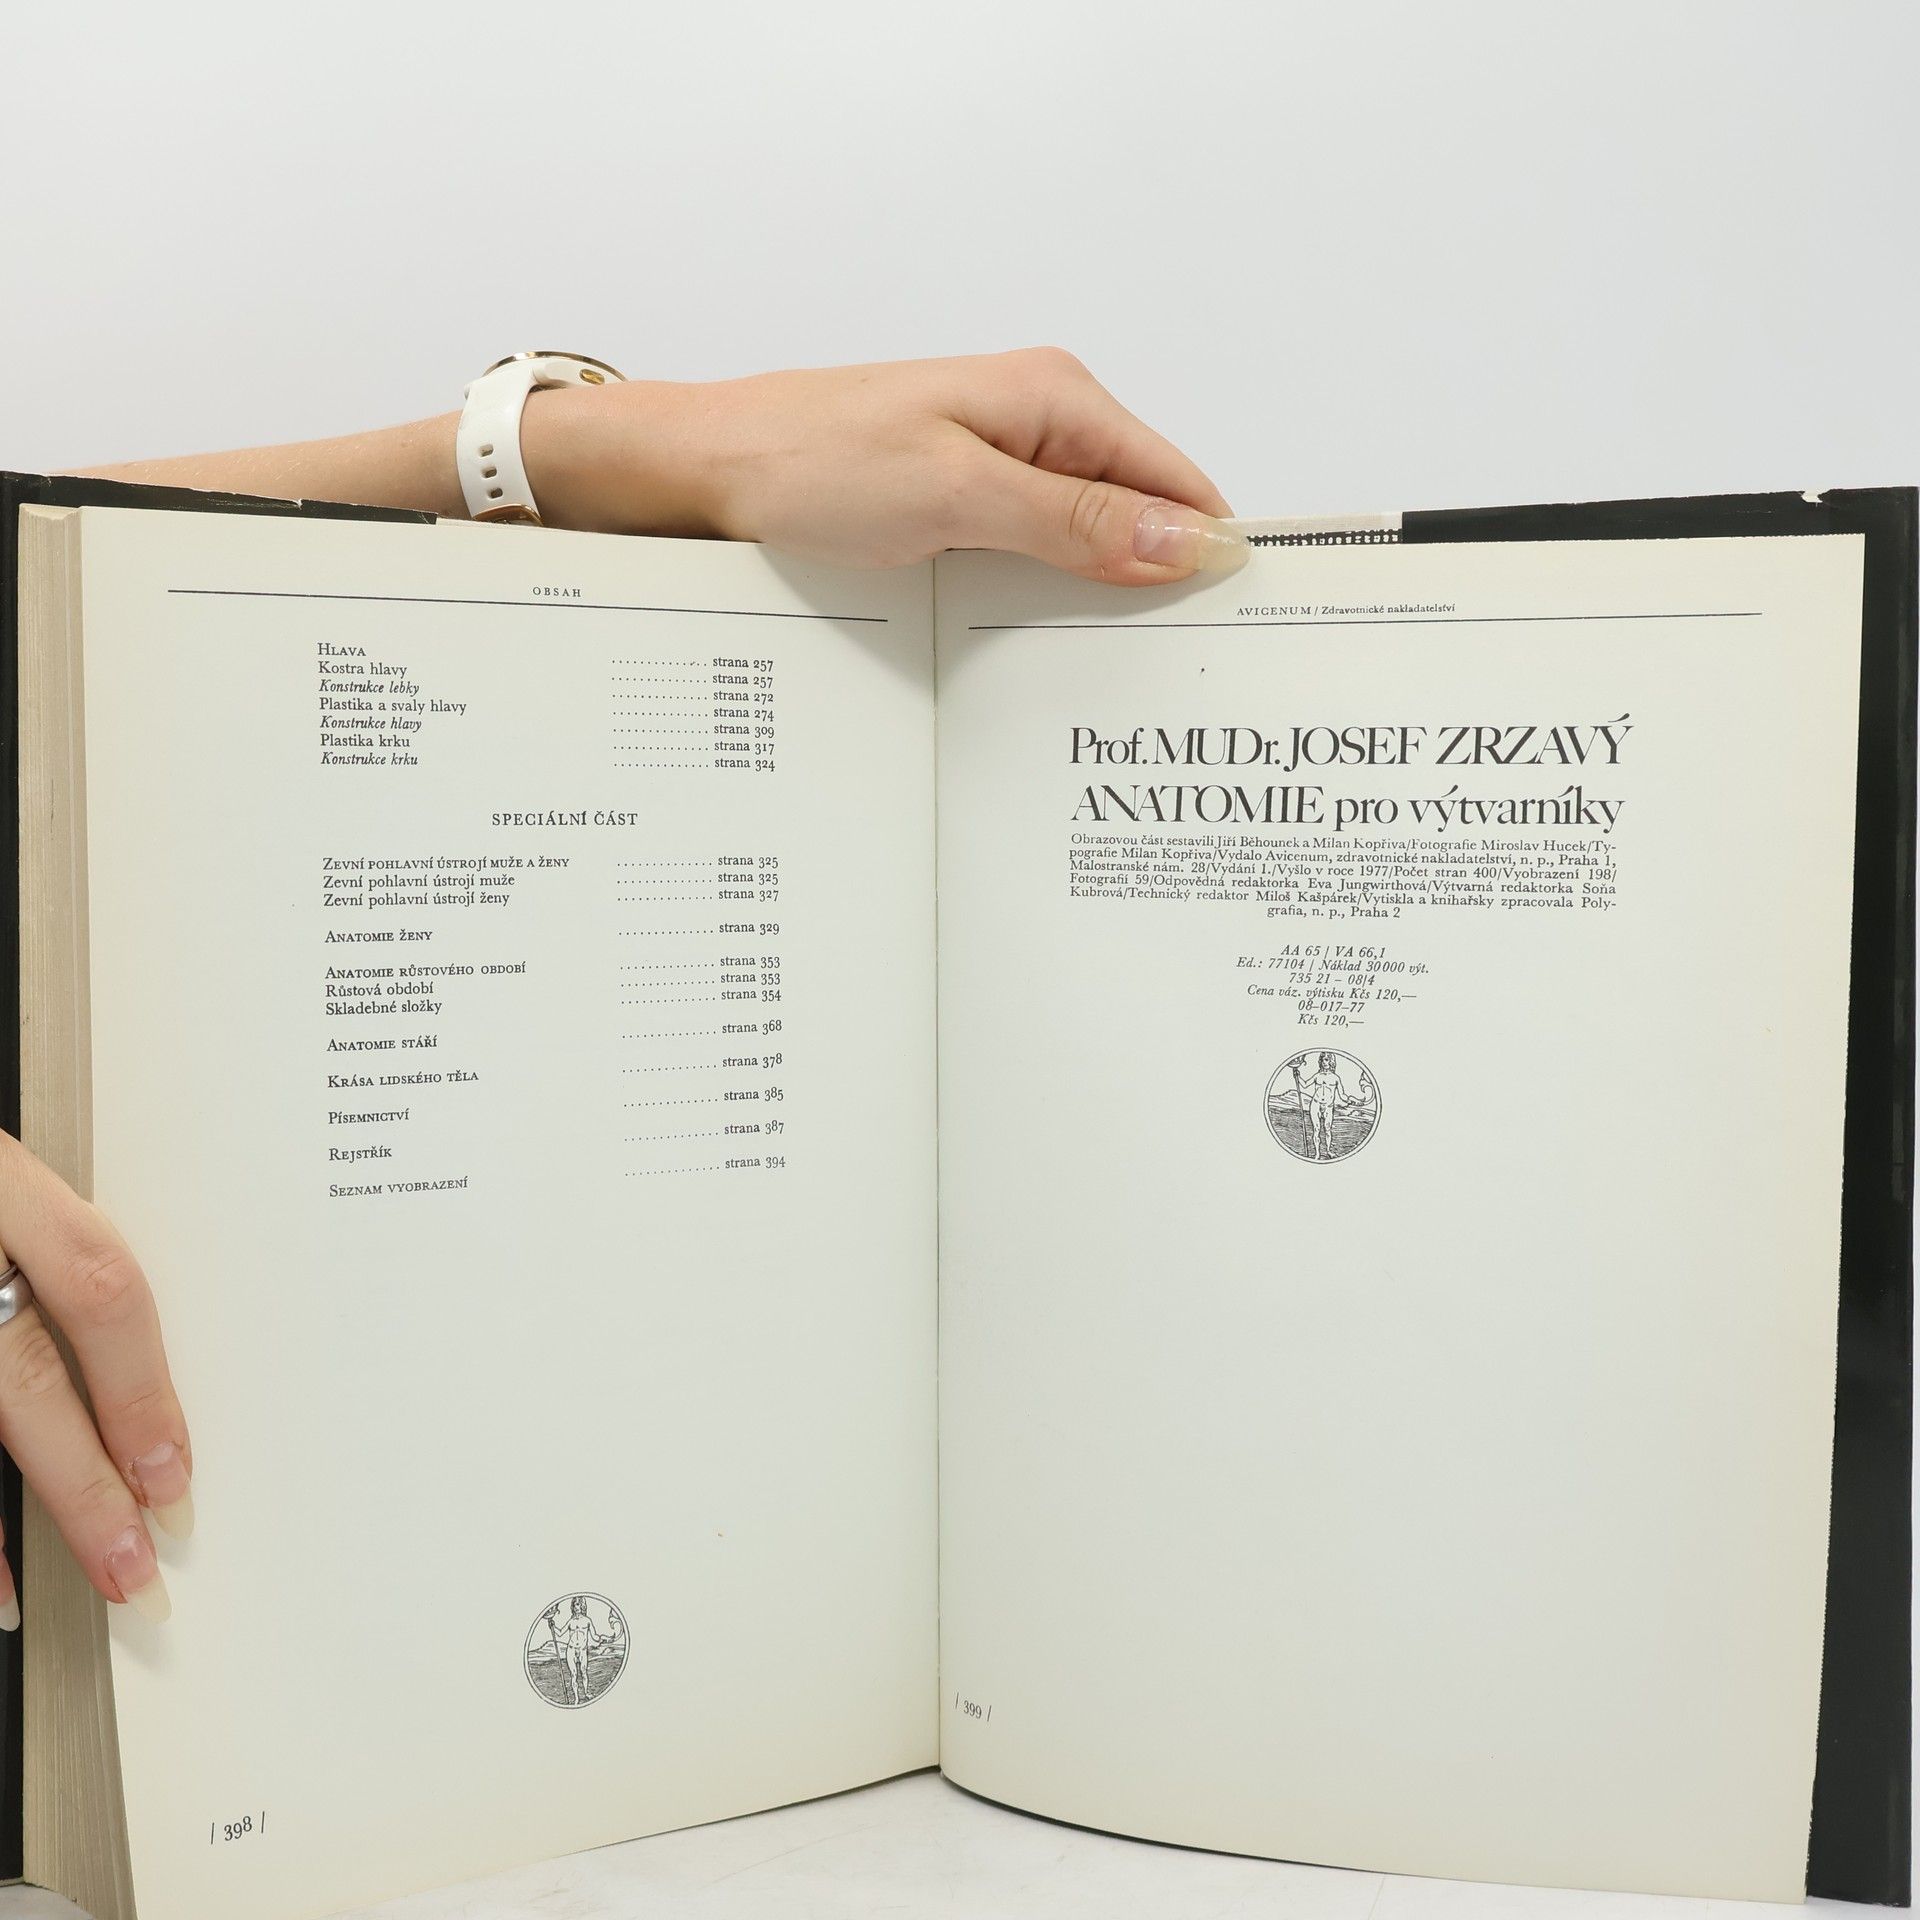 OBSAH
HLAVA ............. strana 257
Kostra hlavy ............. strana 257
Konstrukce lebky ............. strana 272
Plastika a svaly hlavy ............. strana 274
Konstrukce hlavy ............. strana 309
Plastika krku ............. strana 317
Konstrukce krku ............. strana 324
SPECIÁLNÍ ČÁST
ZEVNÍ POHLAVNÍ ÚSTROJÍ MUŽE A ŽENY ............. strana 325
Zevní pohlavní ústrojí muže ............. strana 325
Zevní pohlavní ústrojí ženy ............. strana 327
ANATOMIE ŽENY ............. strana 329
ANATOMIE RŮSTOVÉHO OBDOBÍ ............. strana 353
Růstová období ............. strana 353
Skladebné složky ............. strana 354
ANATOMIE STÁŘÍ ............. strana 368
KRÁSA LIDSKÉHO TĚLA ............. strana 378
PÍSEMNICTVÍ ............. strana 385
REJSTŘÍK ............. strana 387
SEZNAM VYOBRAZENÍ ............. strana 394
/ 398 /
AVICENUM / Zdravotnické nakladatelství
Prof. MUDr. JOSEF ZRZAVÝ
ANATOMIE pro výtvarníky
Obrazovou část sestavili Jiří Běhounek a Milan Kopřiva/Fotografie Miroslav Hucek/Ty-
pografie Milan Kopřiva/Vydalo Avicenum, zdravotnické nakladatelství, n. p., Praha 1,
Malostranské nám. 28/Vydání 1./Vyšlo v roce 1977/Počet stran 400/Vyobrazení 198/
Fotografií 59/Odpovědná redaktorka Eva Jungwirthová/Výtvarná redaktorka Soňa
Kubrová/Technický redaktor Miloš Kašpárek/Vytiskla a knihařsky zpracovala Poly-
grafia, n. p., Praha 2
AA 65 / VA 66,1
Ed.: 77104 / Náklad 30 000 výt.
735 21 – 08/4
Cena váz. výtisku Kčs 120,—
08–017–77
Kčs 120,—
/ 399 /